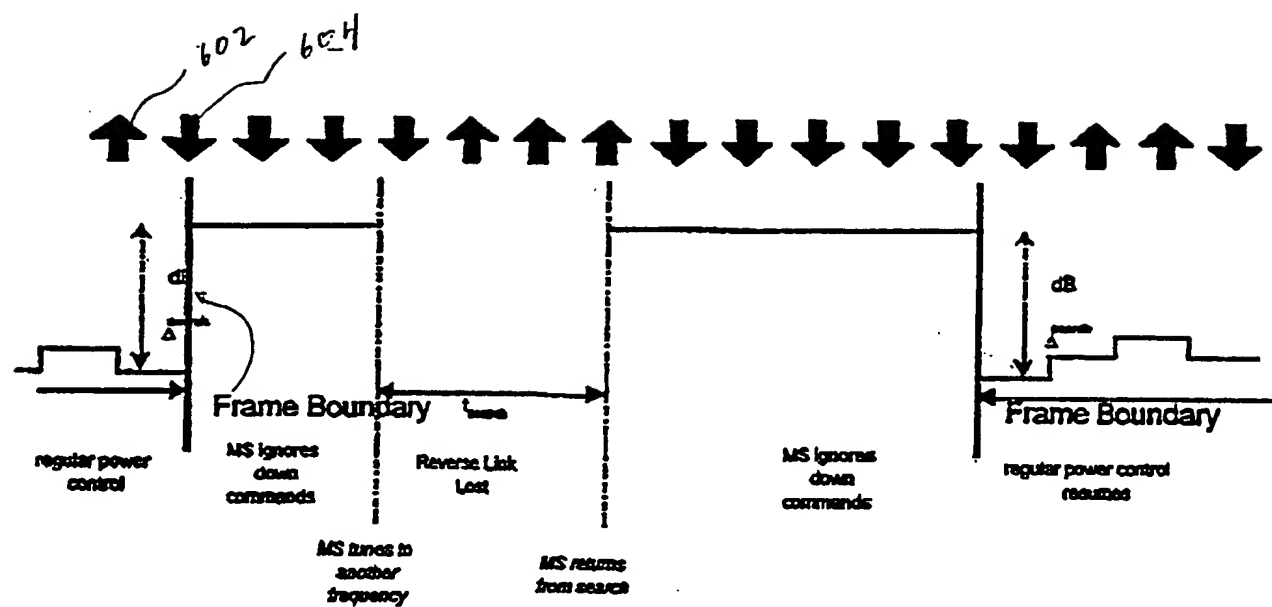 602
604
dB
dB
Δ
Δ
Frame Boundary
Frame Boundary
t search
regular power
control
MS ignores
down
commands
Reverse Link
Lost
MS ignores
down
commands
regular power control
resumes
MS tunes to
another
frequency
MS returns
from search